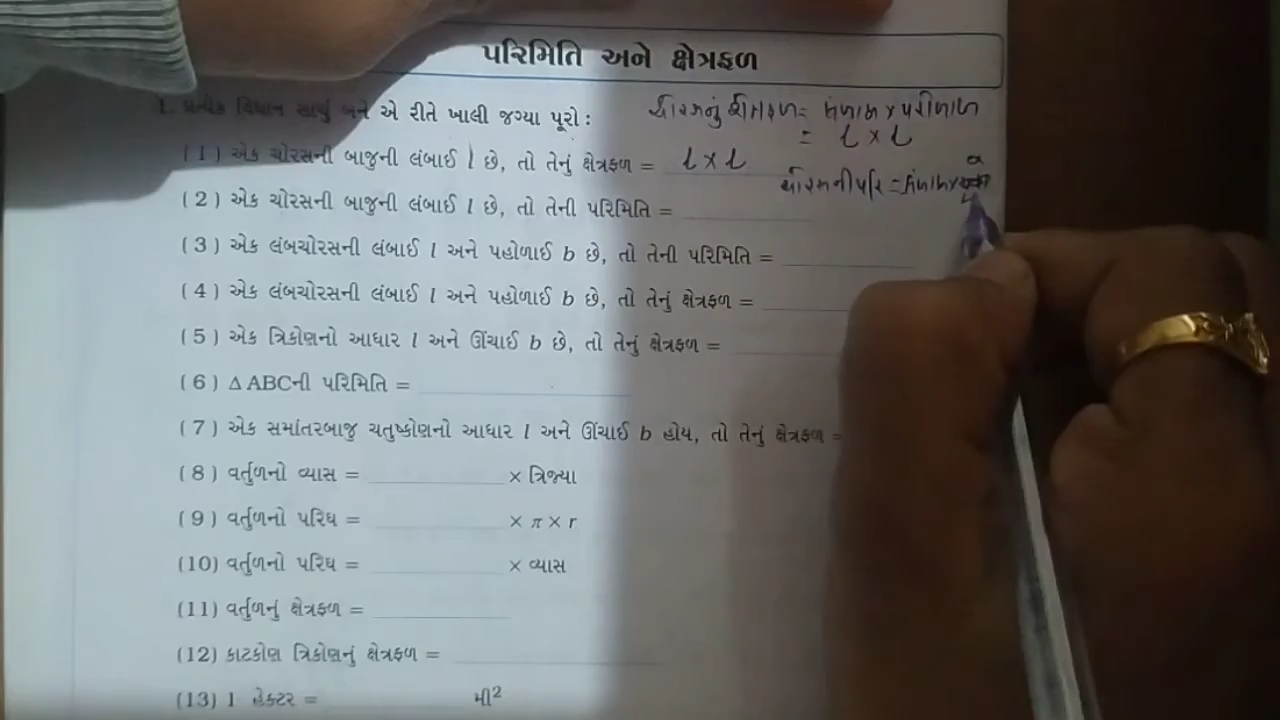 પરિમિતિ અને ક્ષેત્રફળ
1. પ્રત્યેક વિધાન સાચું બને એ રીતે ખાલી જગ્યા પૂરો :
= લંબાઈ × પહોળાઈ
= l × l
(1) એક ચોરસની બાજુની લંબાઈ l છે, તો તેનું ક્ષેત્રફળ = l × l
(2) એક ચોરસની બાજુની લંબાઈ l છે, તો તેની પરિમિતિ =
(3) એક લંબચોરસની લંબાઈ l અને પહોળાઈ b છે, તો તેની પરિમિતિ =
(4) એક લંબચોરસની લંબાઈ l અને પહોળાઈ b છે, તો તેનું ક્ષેત્રફળ =
(5) એક ત્રિકોણનો આધાર l અને ઊંચાઈ b છે, તો તેનું ક્ષેત્રફળ =
(6) Δ ABCની પરિમિતિ =
(7) એક સમાંતરબાજુ ચતુષ્કોણનો આધાર l અને ઊંચાઈ b હોય, તો તેનું ક્ષેત્રફળ =
(8) વર્તુળનો વ્યાસ = × ત્રિજ્યા
(9) વર્તુળનો પરિઘ = × π × r
(10) વર્તુળનો પરિઘ = × વ્યાસ
(11) વર્તુળનું ક્ષેત્રફળ =
(12) કાટકોણ ત્રિકોણનું ક્ષેત્રફળ =
(13) 1 હેક્ટર = મી²